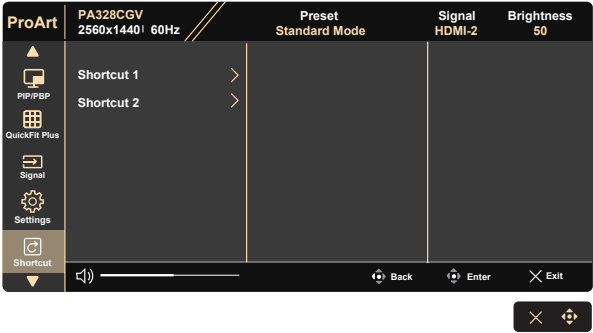 ProArt
PA328CGV
2560x1440 60Hz
Preset
Standard Mode
Signal
HDMI-2
Brightness
50
PIP/PBP
QuickFit Plus
Signal
Settings
Shortcut
Shortcut 1
Shortcut 2
Back
Enter
Exit